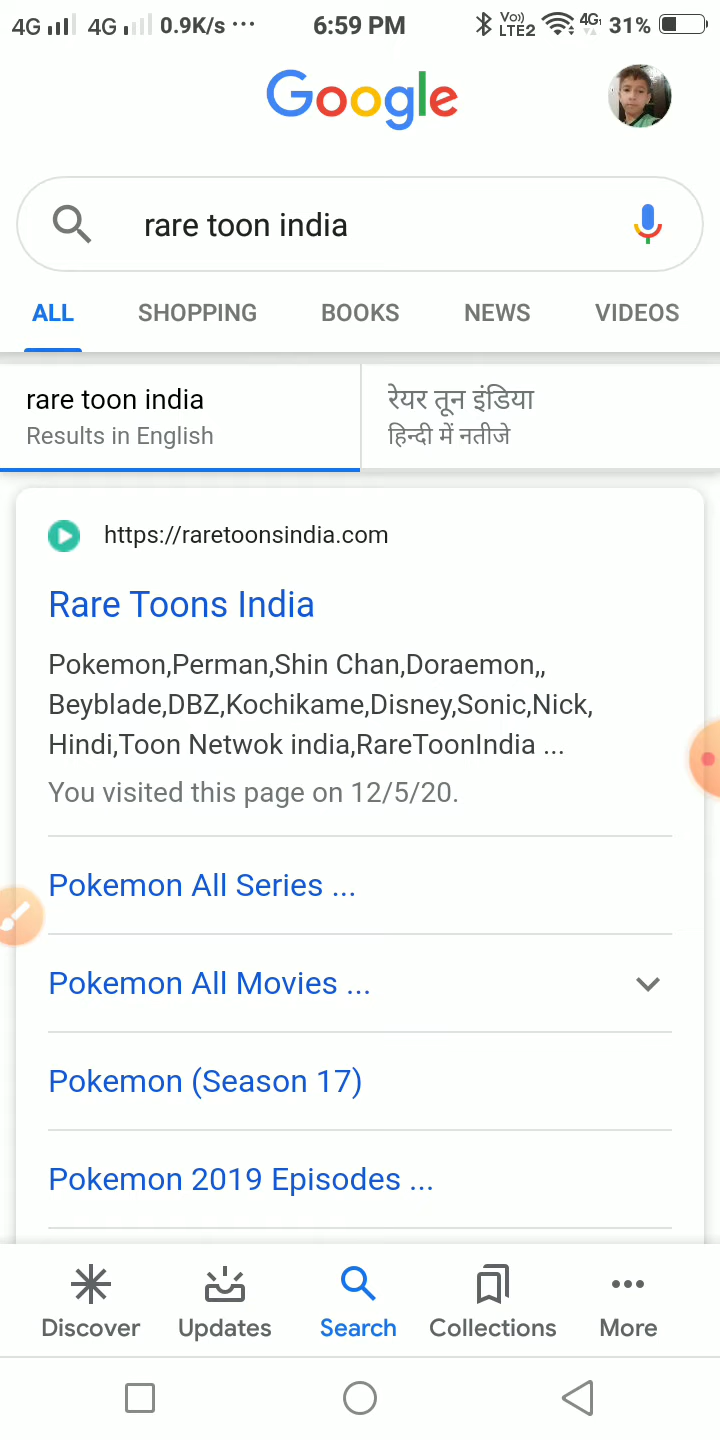 4G 4G 0.9K/s ... 6:59 PM Vo)) LTE2 4G 31%
Google
rare toon india
ALL SHOPPING BOOKS NEWS VIDEOS
rare toon india रेयर तून इंडिया
Results in English हिन्दी में नतीजे
https://raretoonsindia.com
Rare Toons India
Pokemon,Perman,Shin Chan,Doraemon,,
Beyblade,DBZ,Kochikame,Disney,Sonic,Nick,
Hindi,Toon Netwok india,RareToonIndia ...
You visited this page on 12/5/20.
Pokemon All Series ...
Pokemon All Movies ...
Pokemon (Season 17)
Pokemon 2019 Episodes ...
Discover Updates Search Collections More